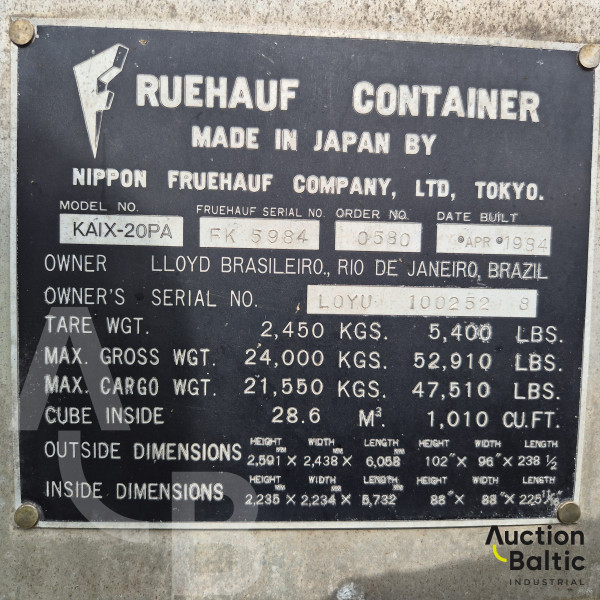 FRUEHAUF CONTAINER
MADE IN JAPAN BY
NIPPON FRUEHAUF COMPANY, LTD, TOKYO.
MODEL NO. FRUEHAUF SERIAL NO. ORDER NO. DATE BUILT
KAIX-20PA FK 5984 0580 APR 1984
OWNER LLOYD BRASILEIRO., RIO DE JANEIRO, BRAZIL
OWNER'S SERIAL NO. LOYU 100252 8
TARE WGT. 2,450 KGS. 5,400 LBS.
MAX. GROSS WGT. 24,000 KGS. 52,910 LBS.
MAX. CARGO WGT. 21,550 KGS. 47,510 LBS.
CUBE INSIDE 28.6 M³. 1,010 CU.FT.
HEIGHT WIDTH LENGTH HEIGHT WIDTH LENGTH
OUTSIDE DIMENSIONS 2,591 × 2,438 × 6,058 MM 102" × 96" × 238 1/2
HEIGHT WIDTH LENGTH HEIGHT WIDTH LENGTH
INSIDE DIMENSIONS 2,235 × 2,234 × 5,732 MM 88" × 88" × 225 11/16"
Auction
Baltic
INDUSTRIAL